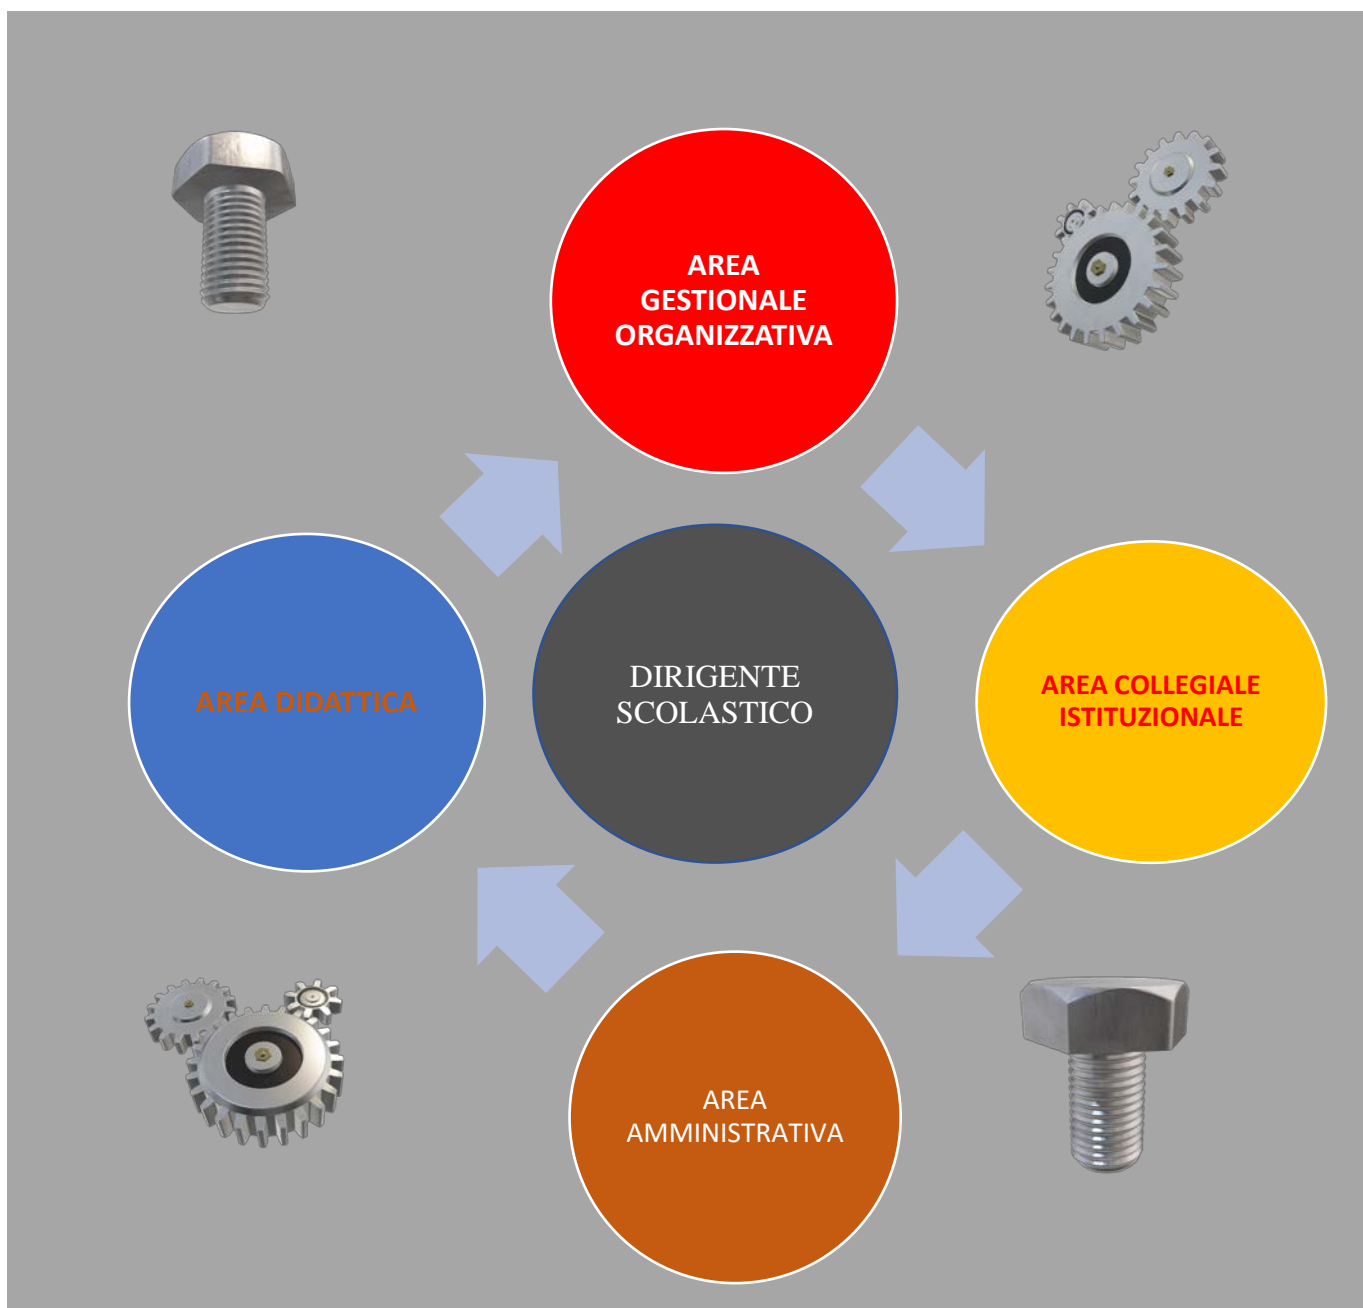 AREA
GESTIONALE
ORGANIZZATIVA
DIRIGENTE
SCOLASTICO
AREA COLLEGIALE
ISTITUZIONALE
AREA DIDATTICA
AREA
AMMINISTRATIVA